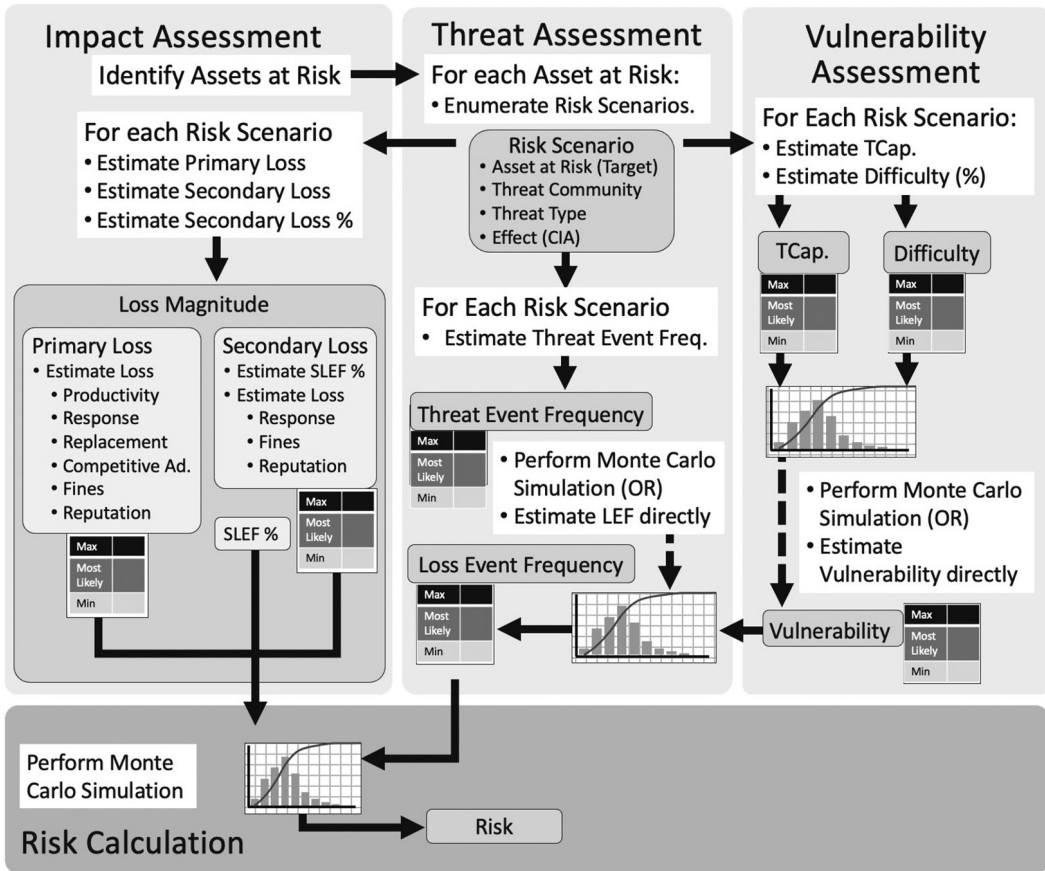 Impact Assessment
Identify Assets at Risk
For each Risk Scenario
• Estimate Primary Loss
• Estimate Secondary Loss
• Estimate Secondary Loss %
Loss Magnitude
Primary Loss
• Estimate Loss
• Productivity
• Response
• Replacement
• Competitive Ad.
• Fines
• Reputation
Max
Most
Likely
Min
Secondary Loss
• Estimate SLEF %
• Estimate Loss
• Response
• Fines
• Reputation
Max
Most
Likely
Min
SLEF %
Threat Assessment
For each Asset at Risk:
• Enumerate Risk Scenarios.
Risk Scenario
• Asset at Risk (Target)
• Threat Community
• Threat Type
• Effect (CIA)
For Each Risk Scenario
• Estimate Threat Event Freq.
Threat Event Frequency
Max
Most
Likely
Min
• Perform Monte Carlo
Simulation (OR)
• Estimate LEF directly
Loss Event Frequency
Max
Most
Likely
Min
Vulnerability
Assessment
For Each Risk Scenario:
• Estimate TCap.
• Estimate Difficulty (%)
TCap.
Max
Most
Likely
Min
Difficulty
Max
Most
Likely
Min
• Perform Monte Carlo
Simulation (OR)
• Estimate
Vulnerability directly
Vulnerability
Max
Most
Likely
Min
Perform Monte
Carlo Simulation
Risk
Risk Calculation